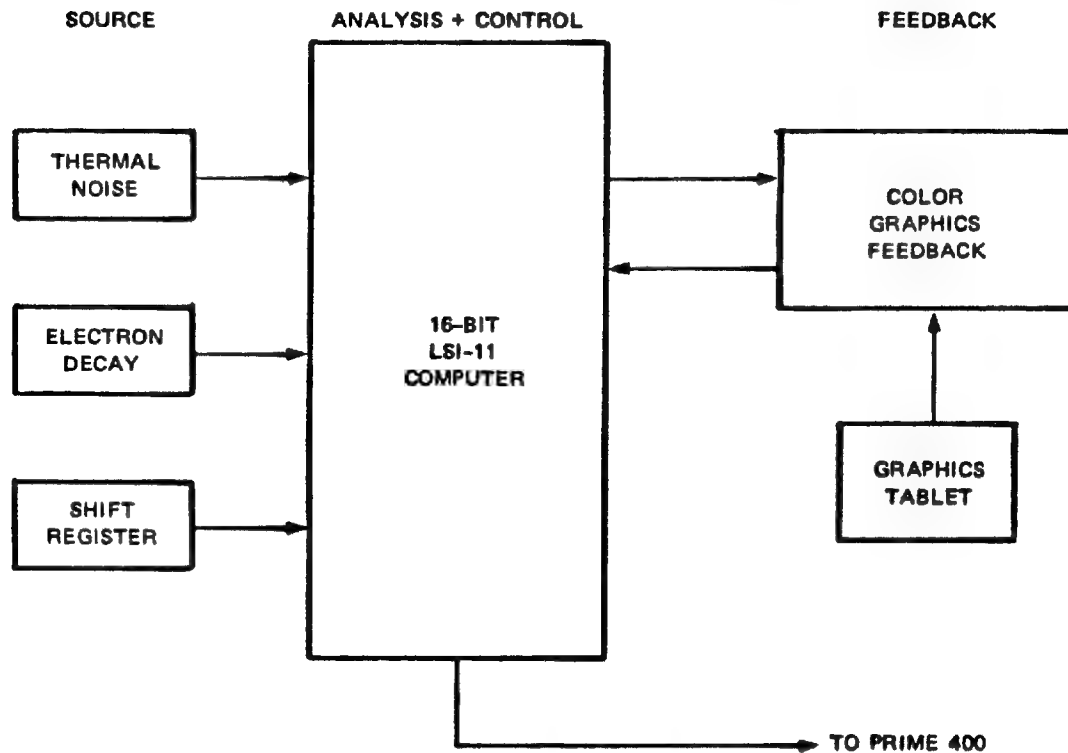 SOURCE
ANALYSIS + CONTROL
FEEDBACK
THERMAL
NOISE
COLOR
GRAPHICS
FEEDBACK
ELECTRON
DECAY
16-BIT
LSI-11
COMPUTER
GRAPHICS
TABLET
SHIFT
REGISTER
TO PRIME 400